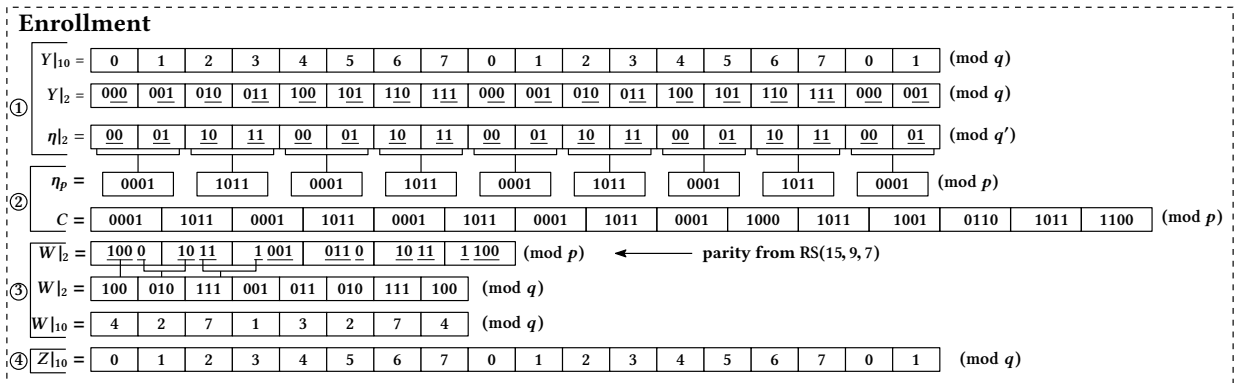 Enrollment
① Y|10 = 0 1 2 3 4 5 6 7 0 1 2 3 4 5 6 7 0 1 (mod q)
Y|2 = 000 001 010 011 100 101 110 111 000 001 010 011 100 101 110 111 000 001 (mod q)
η|2 = 00 01 10 11 00 01 10 11 00 01 10 11 00 01 10 11 00 01 (mod q')
② ηp = 0001 1011 0001 1011 0001 1011 0001 1011 0001 (mod p)
C = 0001 1011 0001 1011 0001 1011 0001 1011 0001 1000 1011 1001 0110 1011 1100 (mod p)
③ W|2 = 100 0 10 11 1 001 011 0 10 11 1 100 (mod p) parity from RS(15, 9, 7)
W|2 = 100 010 111 001 011 010 111 100 (mod q)
W|10 = 4 2 7 1 3 2 7 4 (mod q)
④ Z|10 = 0 1 2 3 4 5 6 7 0 1 2 3 4 5 6 7 0 1 (mod q)